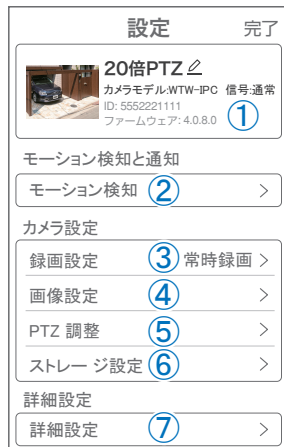 設定 完了
20倍PTZ
カメラモデル:WTW-IPC 信号:通常
ID: 5552221111
ファームウェア: 4.0.8.0 ①
モーション検知と通知
モーション検知 ② >
カメラ設定
録画設定 ③ 常時録画 >
画像設定 ④ >
PTZ 調整 ⑤ >
ストレージ設定 ⑥ >
詳細設定
詳細設定 ⑦ >